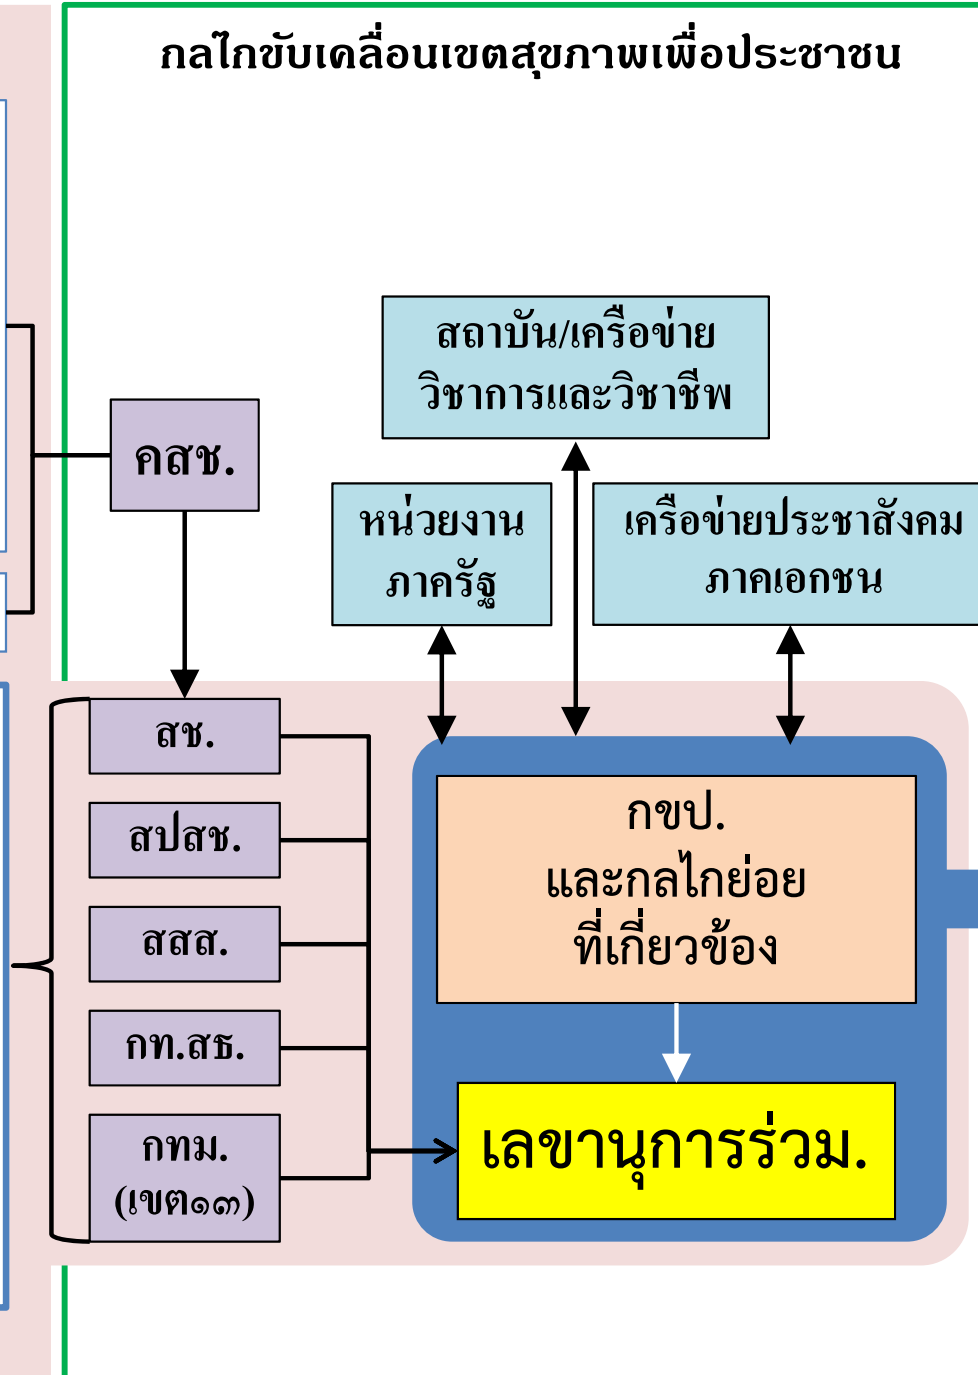 กลไกขับเคลื่อนเขตสุขภาพเพื่อประชาชน
สถาบัน/เครือข่าย
วิชาการและวิชาชีพ
คสช.
หน่วยงาน
ภาครัฐ
เครือข่ายประชาสังคม
ภาคเอกชน
สช.
สปสช.
สสส.
กท.สธ.
กทม.
(เขต๑๓)
กขป.
และกลไกย่อย
ที่เกี่ยวข้อง
เลขานุการร่วม.